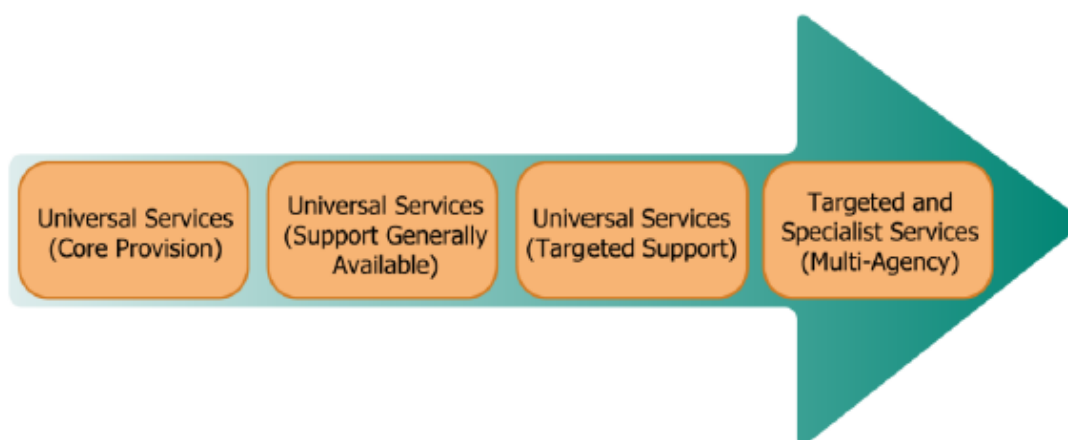 Universal Services
(Core Provision)
Universal Services
(Support Generally
Available)
Universal Services
(Targeted Support)
Targeted and
Specialist Services
(Multi-Agency)